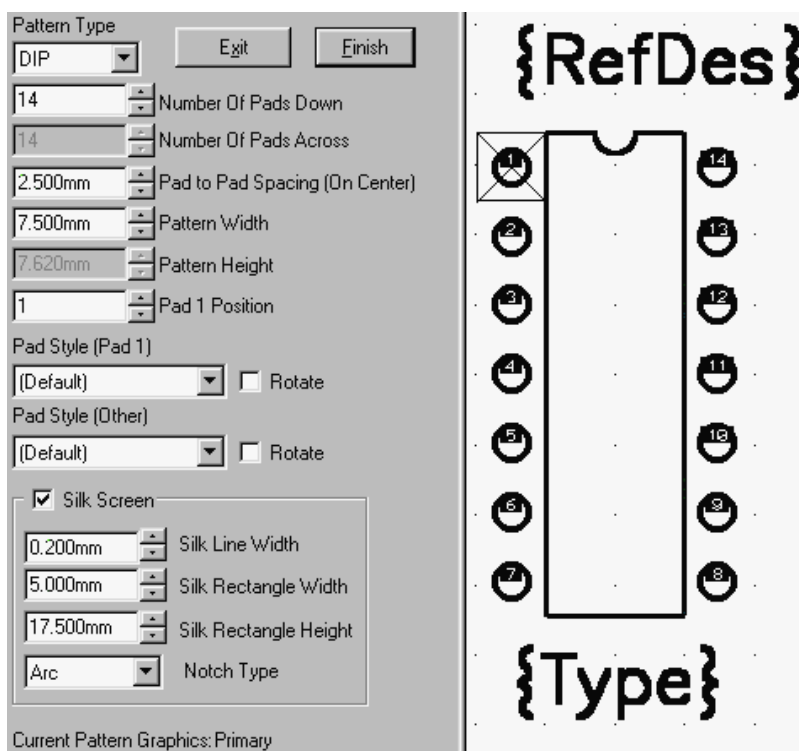 Pattern Type
DIP
Exit
Finish
14
Number Of Pads Down
14
Number Of Pads Across
2.500mm
Pad to Pad Spacing (On Center)
7.500mm
Pattern Width
7.620mm
Pattern Height
1
Pad 1 Position
Pad Style (Pad 1)
(Default)
Rotate
Pad Style (Other)
(Default)
Rotate
Silk Screen
0.200mm
Silk Line Width
5.000mm
Silk Rectangle Width
17.500mm
Silk Rectangle Height
Arc
Notch Type
Current Pattern Graphics: Primary
{RefDes}
1 14
2 13
3 12
4 11
5 10
6 9
7 8
{Type}